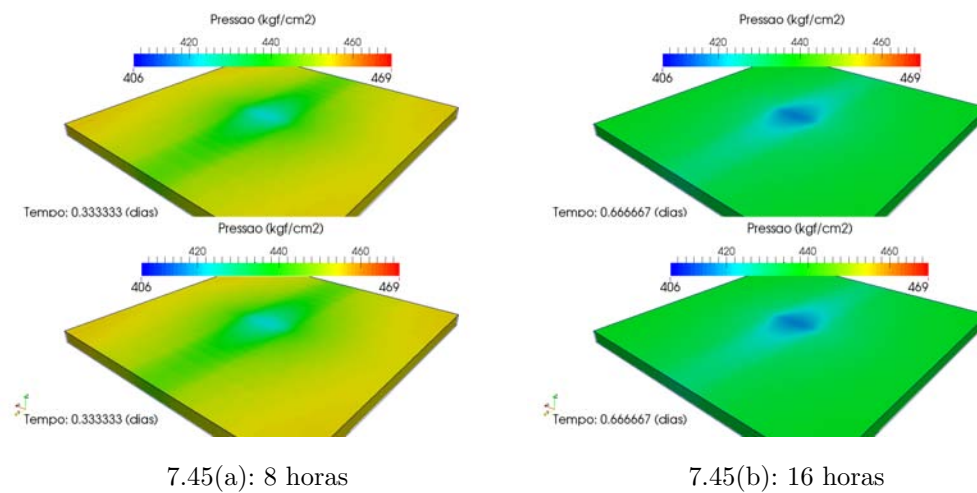 Pressao (kgf/cm2)
420 440 460
406 469
Tempo: 0.333333 (dias)
Pressao (kgf/cm2)
420 440 460
406 469
Tempo: 0.666667 (dias)
Pressao (kgf/cm2)
420 440 460
406 469
Tempo: 0.333333 (dias)
Pressao (kgf/cm2)
420 440 460
406 469
Tempo: 0.666667 (dias)
7.45(a): 8 horas
7.45(b): 16 horas